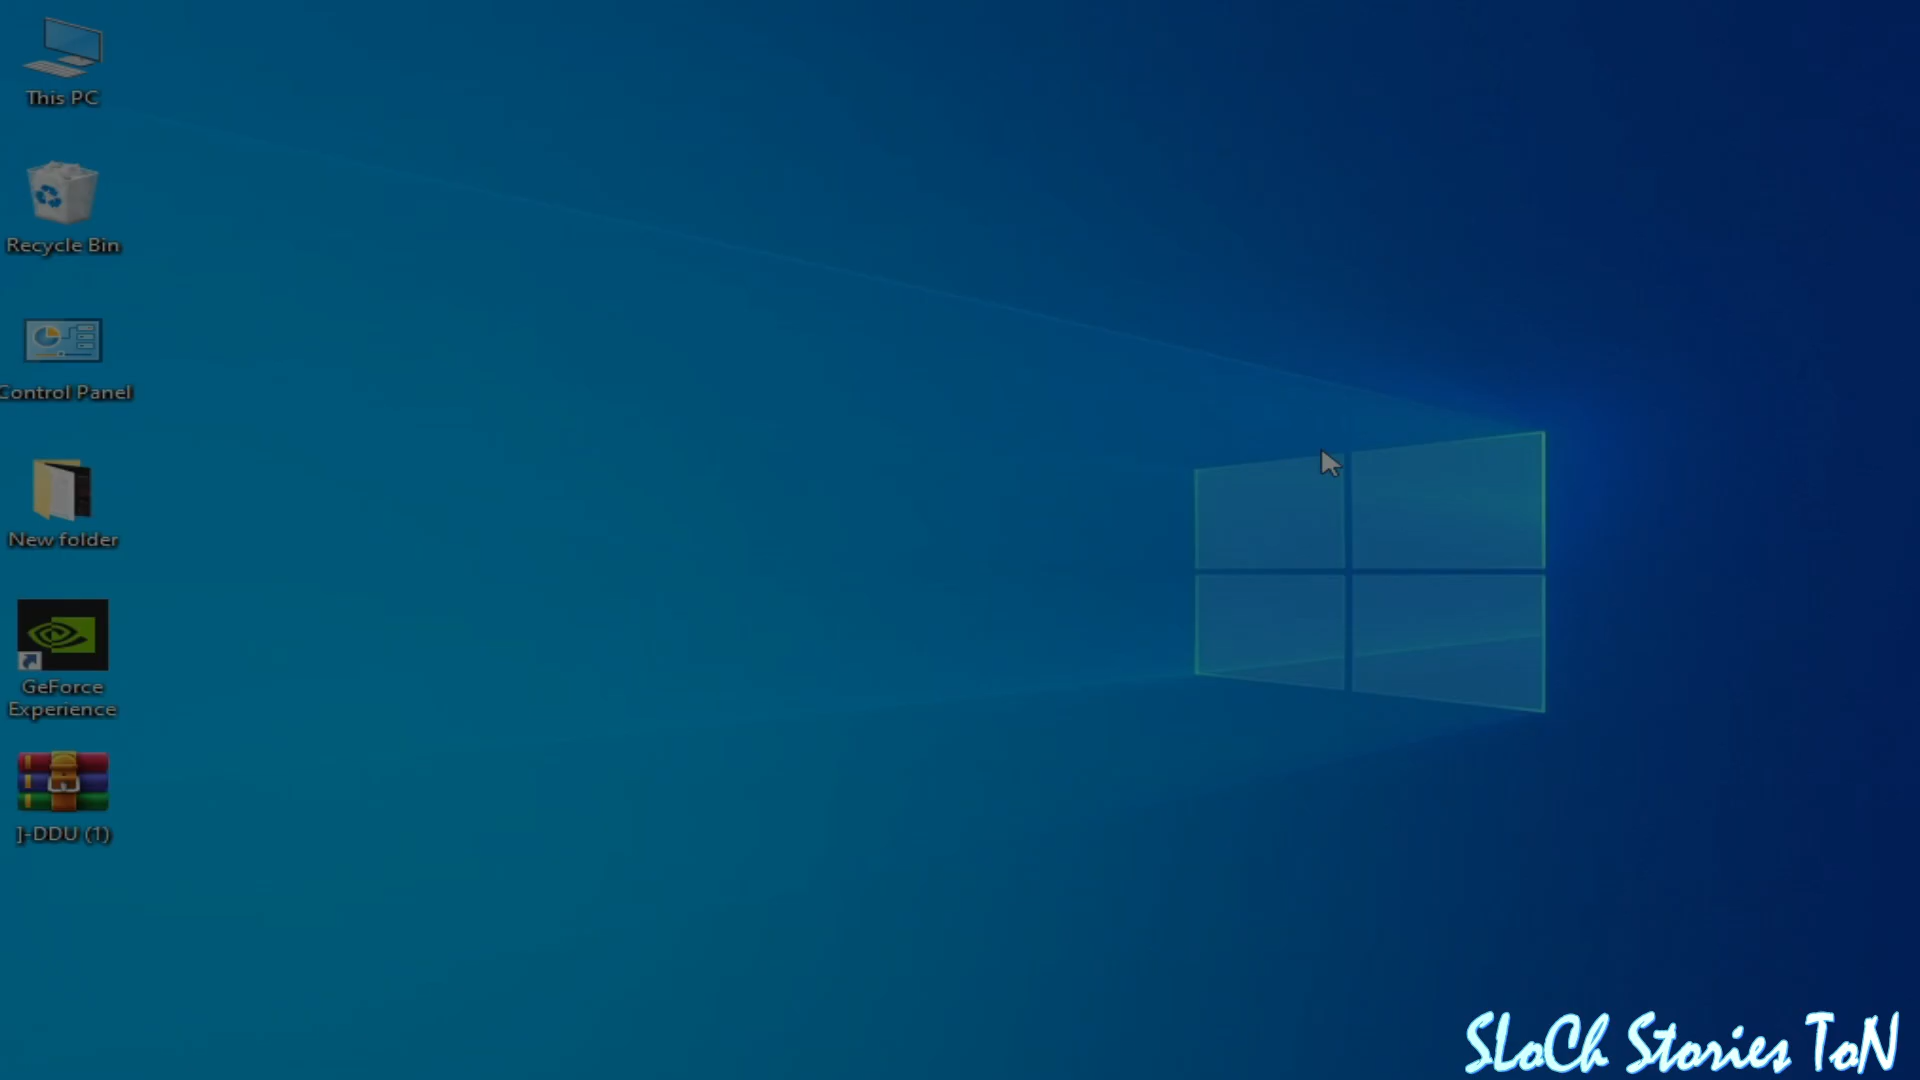 This PC
Recycle Bin
Control Panel
New folder
GeForce
Experience
]-DDU (1)
SLoCh Stories ToN